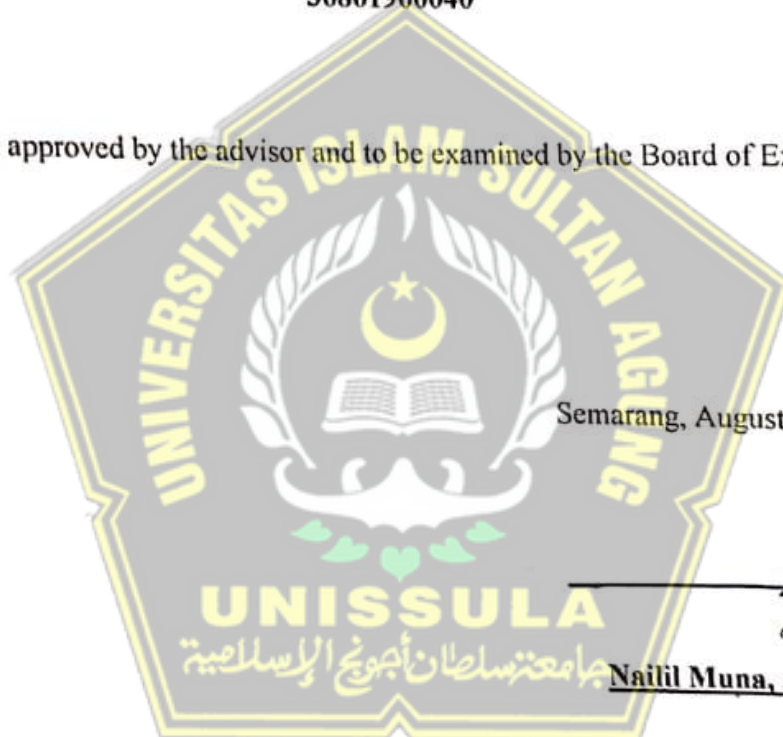 30801900040
approved by the advisor and to be examined by the Board of
UNIVERSITAS ISLAM SULTAN AGUNG
Semarang, August
UNISSULA
جامعة سلطان أجونج الإسلامية
Nailil Muna,